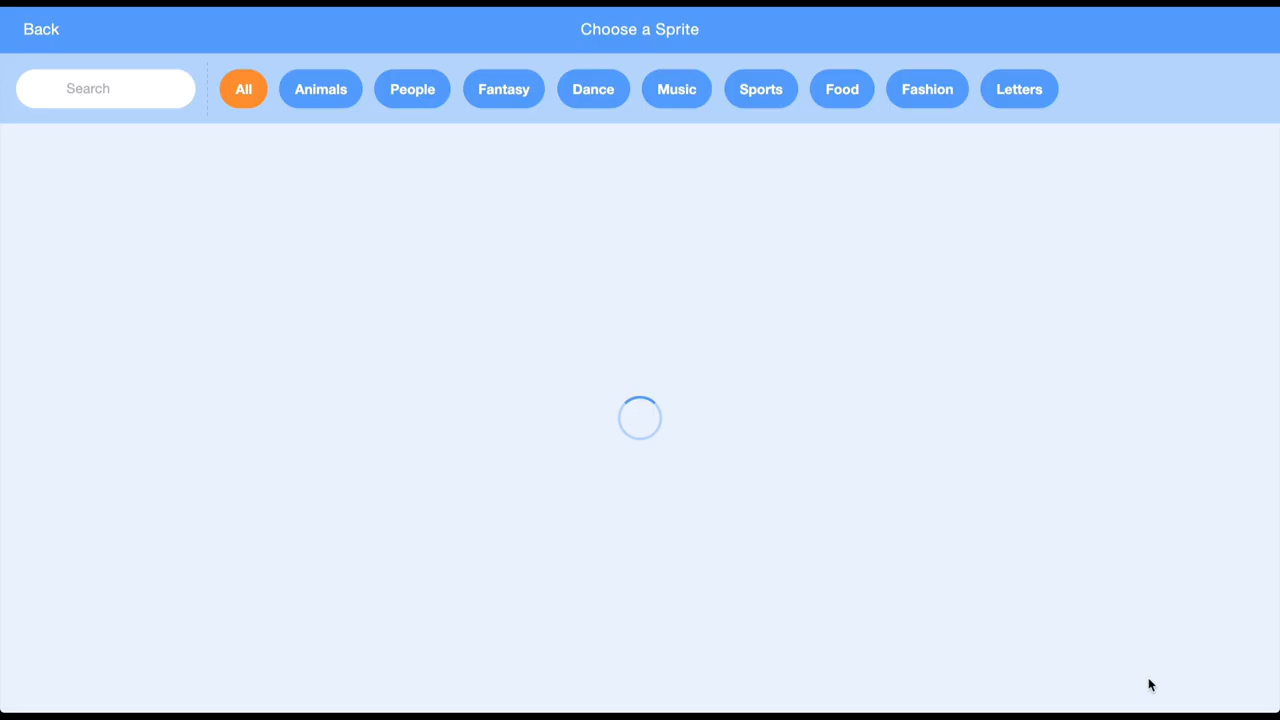 Back
Choose a Sprite
Search
All
Animals
People
Fantasy
Dance
Music
Sports
Food
Fashion
Letters